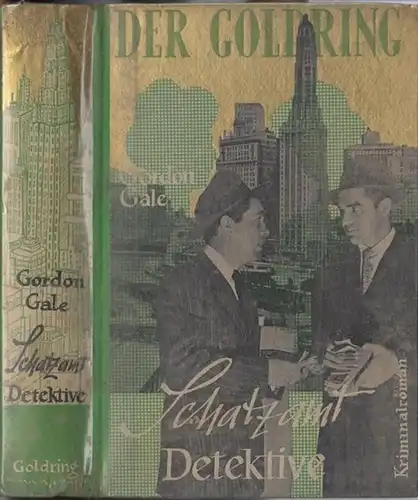 Gordon
Gale
Schatzamt
Detektive
Goldring
DER GOLDRING
Gordon
Gale
Schatzamt
Detektive
Kriminalroman